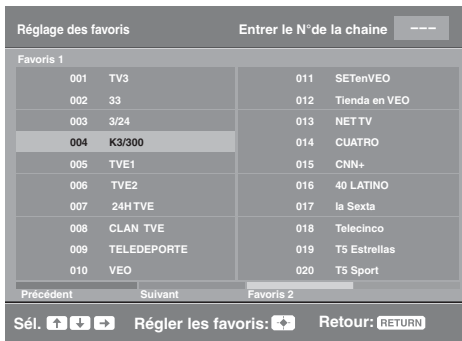 Réglage des favoris
Entrer le N°de la chaine ---
Favoris 1
001 TV3
002 33
003 3/24
004 K3/300
005 TVE1
006 TVE2
007 24H TVE
008 CLAN TVE
009 TELEDEPORTE
010 VEO
011 SETenVEO
012 Tienda en VEO
013 NET TV
014 CUATRO
015 CNN+
016 40 LATINO
017 la Sexta
018 Telecinco
019 T5 Estrellas
020 T5 Sport
Précédent Suivant Favoris 2
Sél. ↑ ↓ → Régler les favoris: Retour: RETURN